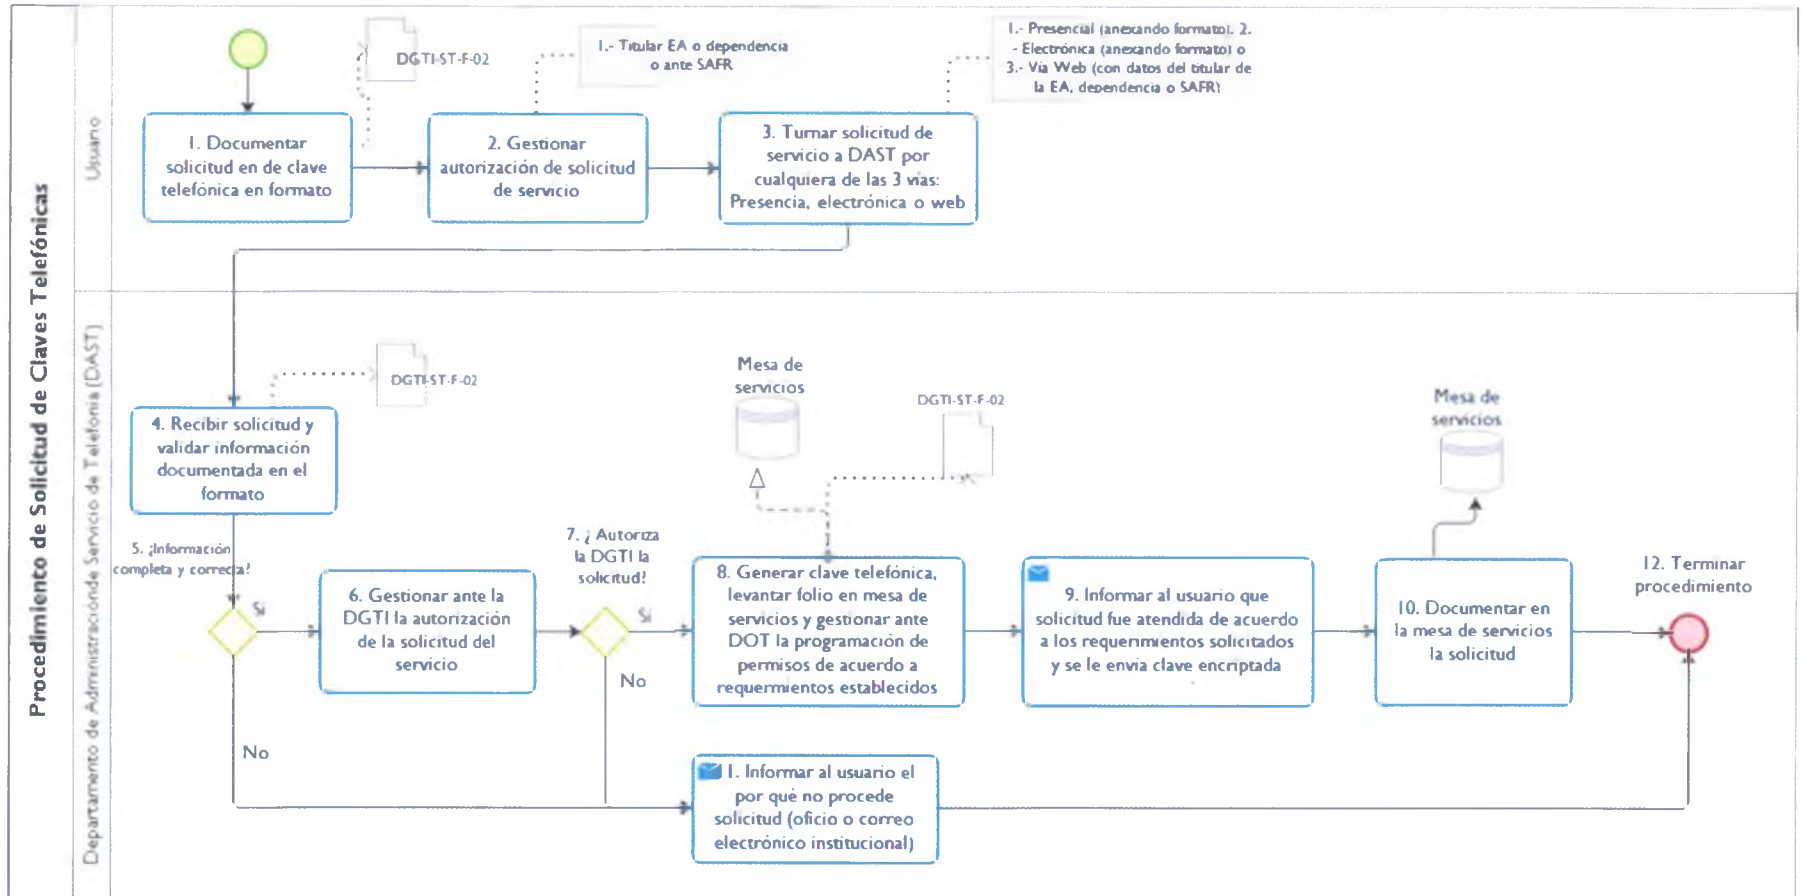 Procedimiento de Solicitud de Claves Telefónicas
Usuario
DGTI-ST-F-02
1.- Titular EA o dependencia
o ante SAFR
1.- Presencial (anexando formato). 2.
- Electrónica (anexando formato) o
3.- Vía Web (con datos del titular de
la EA, dependencia o SAFR)
1. Documentar
solicitud en de clave
telefónica en formato
2. Gestionar
autorización de solicitud
de servicio
3. Turnar solicitud de
servicio a DAST por
cualquiera de las 3 vías:
Presencia, electrónica o web
Departamento de Administraciónde Servicio de Telefonía (DAST)
DGTI-ST-F-02
4. Recibir solicitud y
validar información
documentada en el
formato
Mesa de
servicios
DGTI-ST-F-02
Mesa de
servicios
5. ¿Información
completa y correcta?
Si
No
6. Gestionar ante la
DGTI la autorización
de la solicitud del
servicio
7. ¿ Autoriza
la DGTI la
solicitud?
Si
No
8. Generar clave telefónica,
levantar folio en mesa de
servicios y gestionar ante
DOT la programación de
permisos de acuerdo a
requermientos establecidos
9. Informar al usuario que
solicitud fue atendida de acuerdo
a los requerimientos solicitados
y se le envía clave encriptada
10. Documentar en
la mesa de servicios
la solicitud
12. Terminar
procedimiento
1. Informar al usuario el
por qué no procede
solicitud (oficio o correo
electrónico institucional)